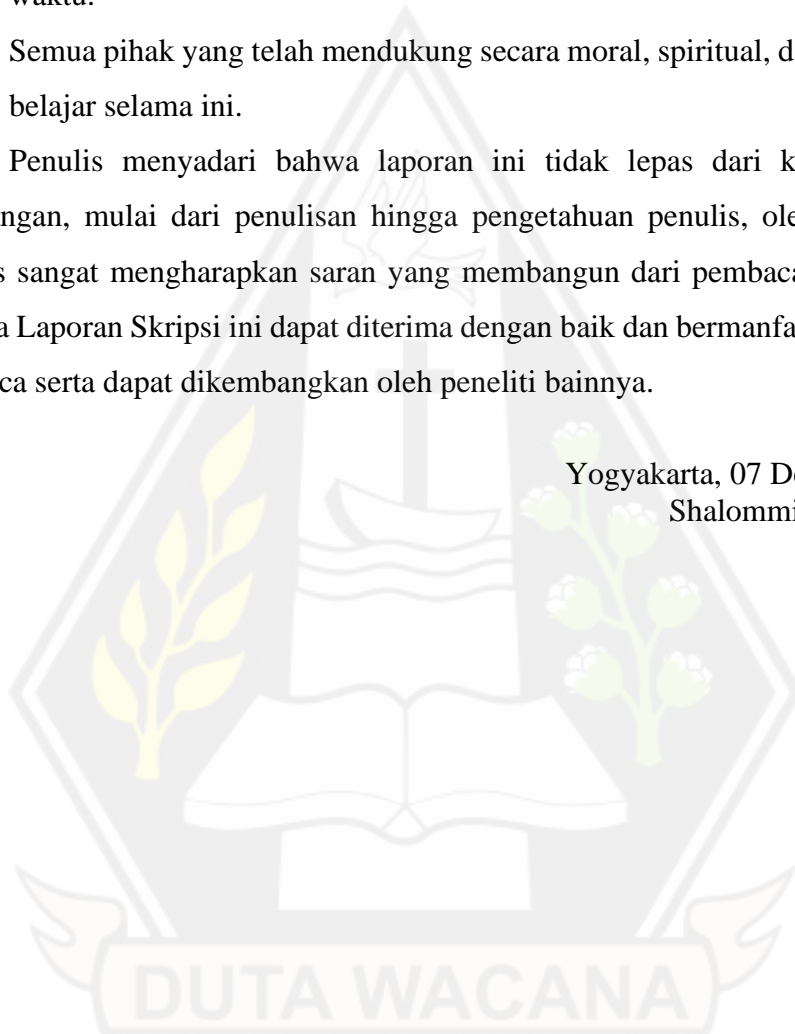 waktu.
Semua pihak yang telah mendukung secara moral, spiritual, d
belajar selama ini.
Penulis menyadari bahwa laporan ini tidak lepas dari k
ngan, mulai dari penulisan hingga pengetahuan penulis, ole
s sangat mengharapkan saran yang membangun dari pembaca
a Laporan Skripsi ini dapat diterima dengan baik dan bermanfa
ca serta dapat dikembangkan oleh peneliti bainnya.
Yogyakarta, 07 D
Shalommi
DUTA WACANA